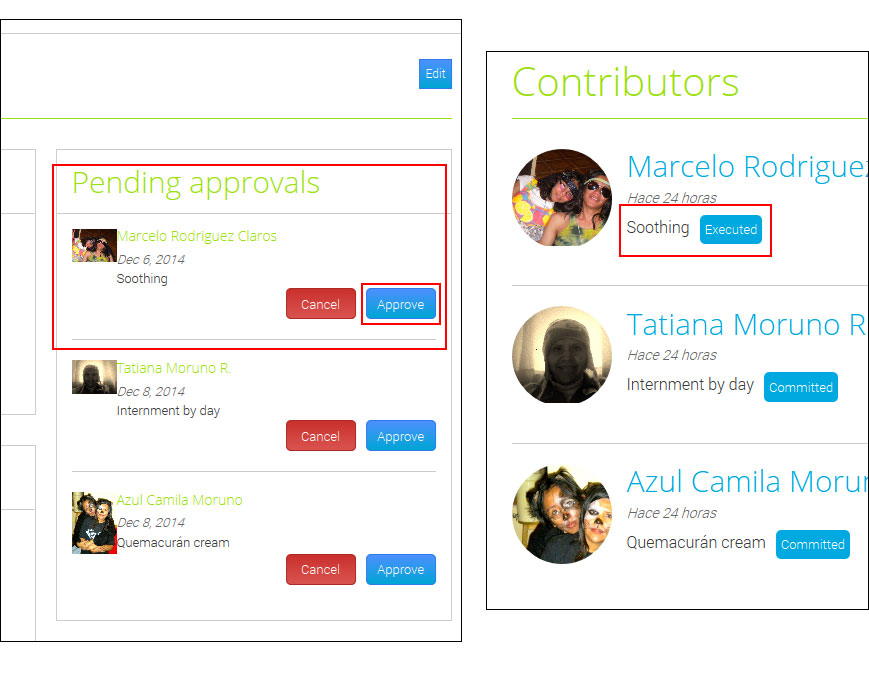 Edit
Pending approvals
Marcelo Rodriguez Claros
Dec 6, 2014
Soothing
Cancel Approve
Tatiana Moruno R.
Dec 8, 2014
Internment by day
Cancel Approve
Azul Camila Moruno
Dec 8, 2014
Quemacurán cream
Cancel Approve
Contributors
Marcelo Rodriguez
Hace 24 horas
Soothing Executed
Tatiana Moruno R
Hace 24 horas
Internment by day Committed
Azul Camila Morun
Hace 24 horas
Quemacurán cream Committed